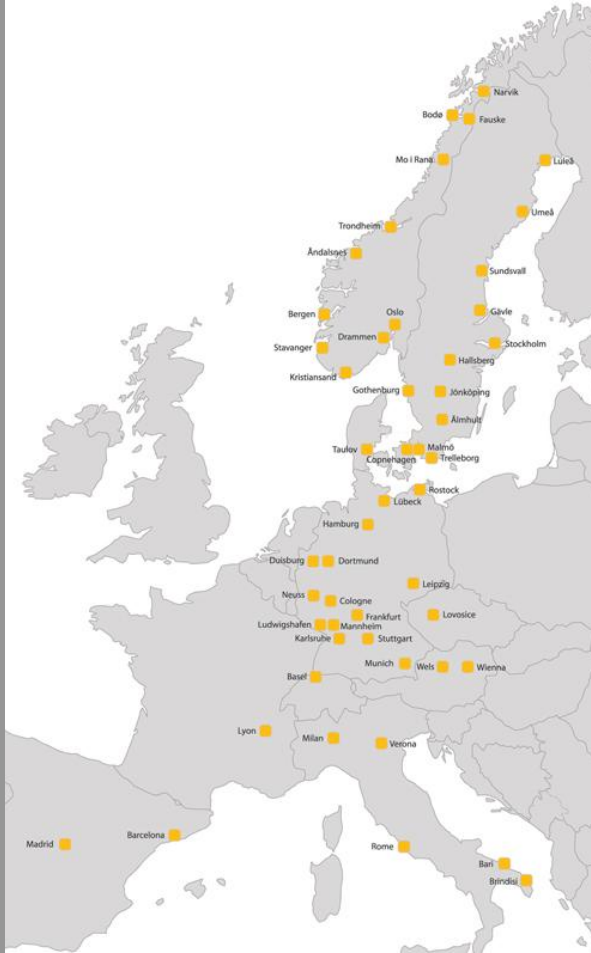 Narvik
Bodø
Fauske
Mo i Rana
Luleå
Umeå
Trondheim
Åndalsnes
Sundsvall
Bergen
Oslo
Gävle
Drammen
Stavanger
Stockholm
Hallsberg
Kristiansand
Gothenburg
Jönköping
Älmhult
Taulov
Malmö
Copnehagen
Trelleborg
Rostock
Lübeck
Hamburg
Duisburg
Dortmund
Leipzig
Neuss
Cologne
Frankfurt
Lovosice
Ludwigshafen
Mannheim
Karlsruhe
Stuttgart
Munich
Wels
Wienna
Basel
Lyon
Milan
Verona
Barcelona
Madrid
Rome
Bari
Brindisi